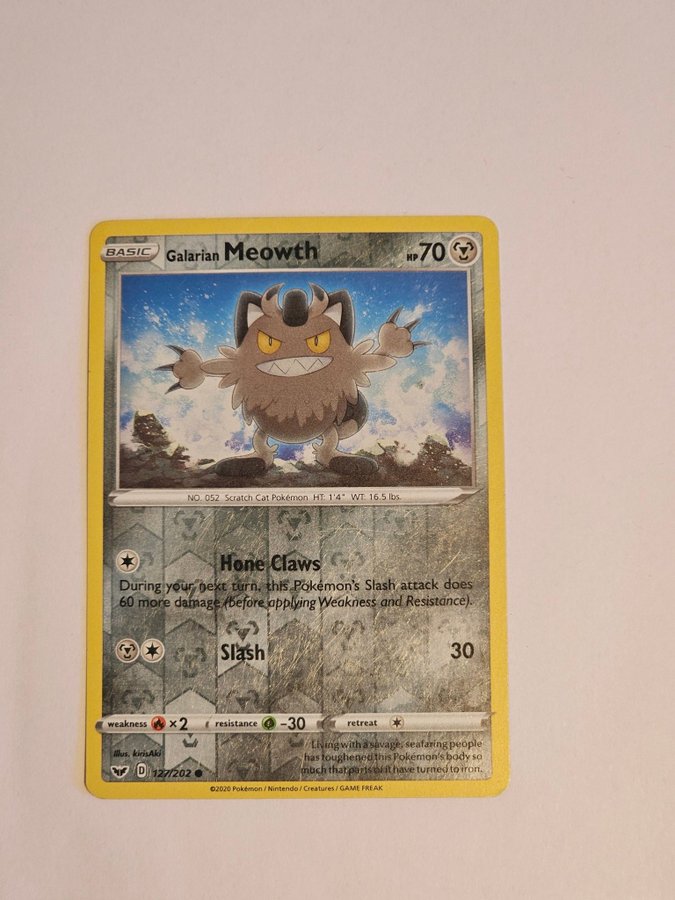 BASIC Galarian Meowth HP 70
NO. 052 Scratch Cat Pokémon HT: 1'4" WT: 16.5 lbs.
Hone Claws
During your next turn, this Pokémon's Slash attack does
60 more damage (before applying Weakness and Resistance).
Slash 30
weakness ×2 resistance -30 retreat
Illus. kirisAki
Living with a savage, seafaring people
has toughened this Pokémon's body so
much that parts of it have turned to iron.
D 127/202
©2020 Pokémon / Nintendo / Creatures / GAME FREAK